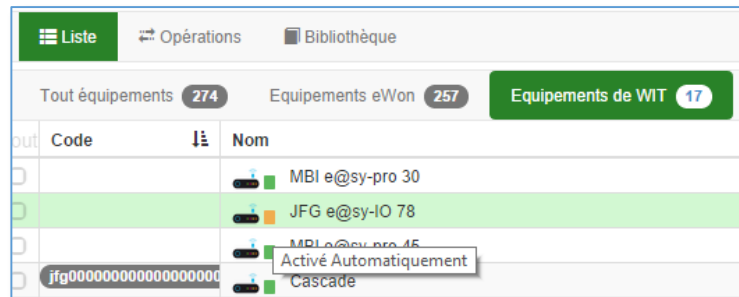 Liste Opérations Bibliothèque
Tout équipements 274 Equipements eWon 257 Equipements de WIT 17
out Code Nom
MBI e@sy-pro 30
JFG e@sy-IO 78
MBI e@sy-pro 45
Activé Automatiquement
Cascade